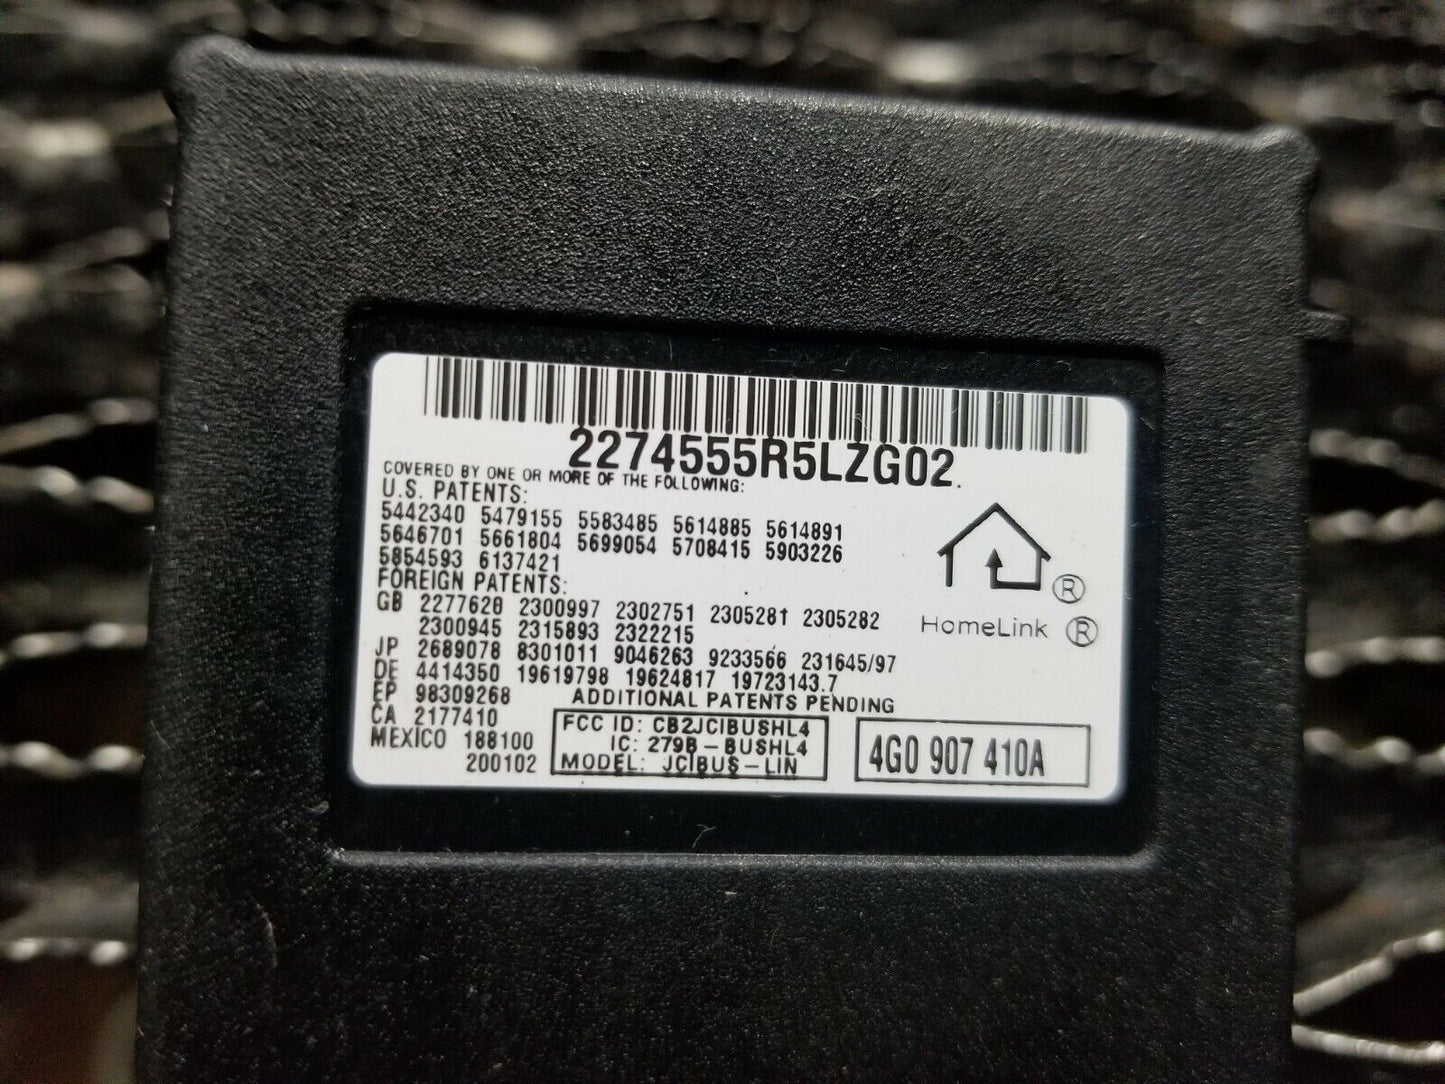 2274555R5LZG02
COVERED BY ONE OR MORE OF THE FOLLOWING:
U.S. PATENTS:
5442340 5479155 5583485 5614885 5614891
5646701 5661804 5699054 5708415 5903226
5854593 6137421
FOREIGN PATENTS:
GB 2277628 2300997 2302751 2305281 2305282
2300945 2315893 2322215
JP 2689078 8301011 9046263 9233566 231645/97
DE 4414350 19619798 19624817 19723143.7
EP 98309268
ADDITIONAL PATENTS PENDING
CA 2177410
MEXICO 188100
200102
FCC ID: CB2JCIBUSHL4
IC: 279B-BUSHL4
MODEL: JCIBUS-LIN
®
HomeLink ®
4G0 907 410A